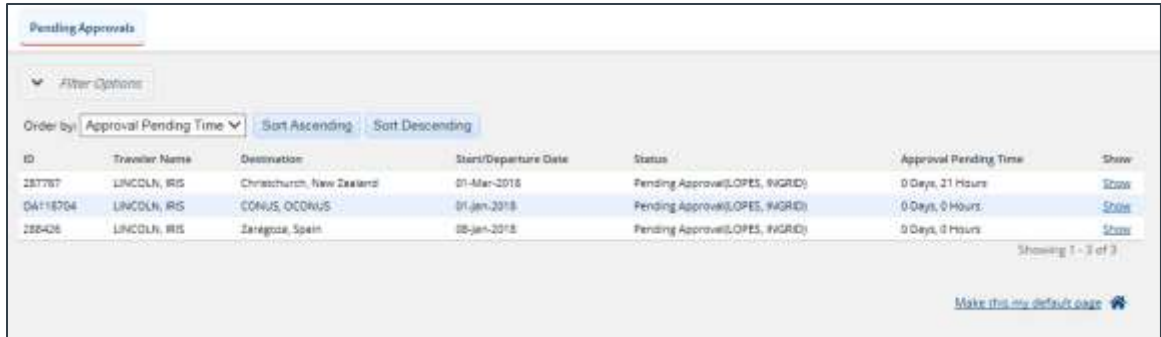 Pending Approvals
Filter Options
Order by: Approval Pending Time Sort Ascending Sort Descending
ID Traveler Name Destination Start/Departure Date Status Approval Pending Time Show
287767 LINCOLN, IRIS Christchurch, New Zealand 01-Mar-2018 Pending Approval(LOPES, INGRID) 0 Days, 21 Hours Show
OA118704 LINCOLN, IRIS CONUS, OCONUS 01-Jan-2018 Pending Approval(LOPES, INGRID) 0 Days, 0 Hours Show
288426 LINCOLN, IRIS Zaragoza, Spain 08-Jan-2018 Pending Approval(LOPES, INGRID) 0 Days, 0 Hours Show
Showing 1 - 3 of 3
Make this my default page